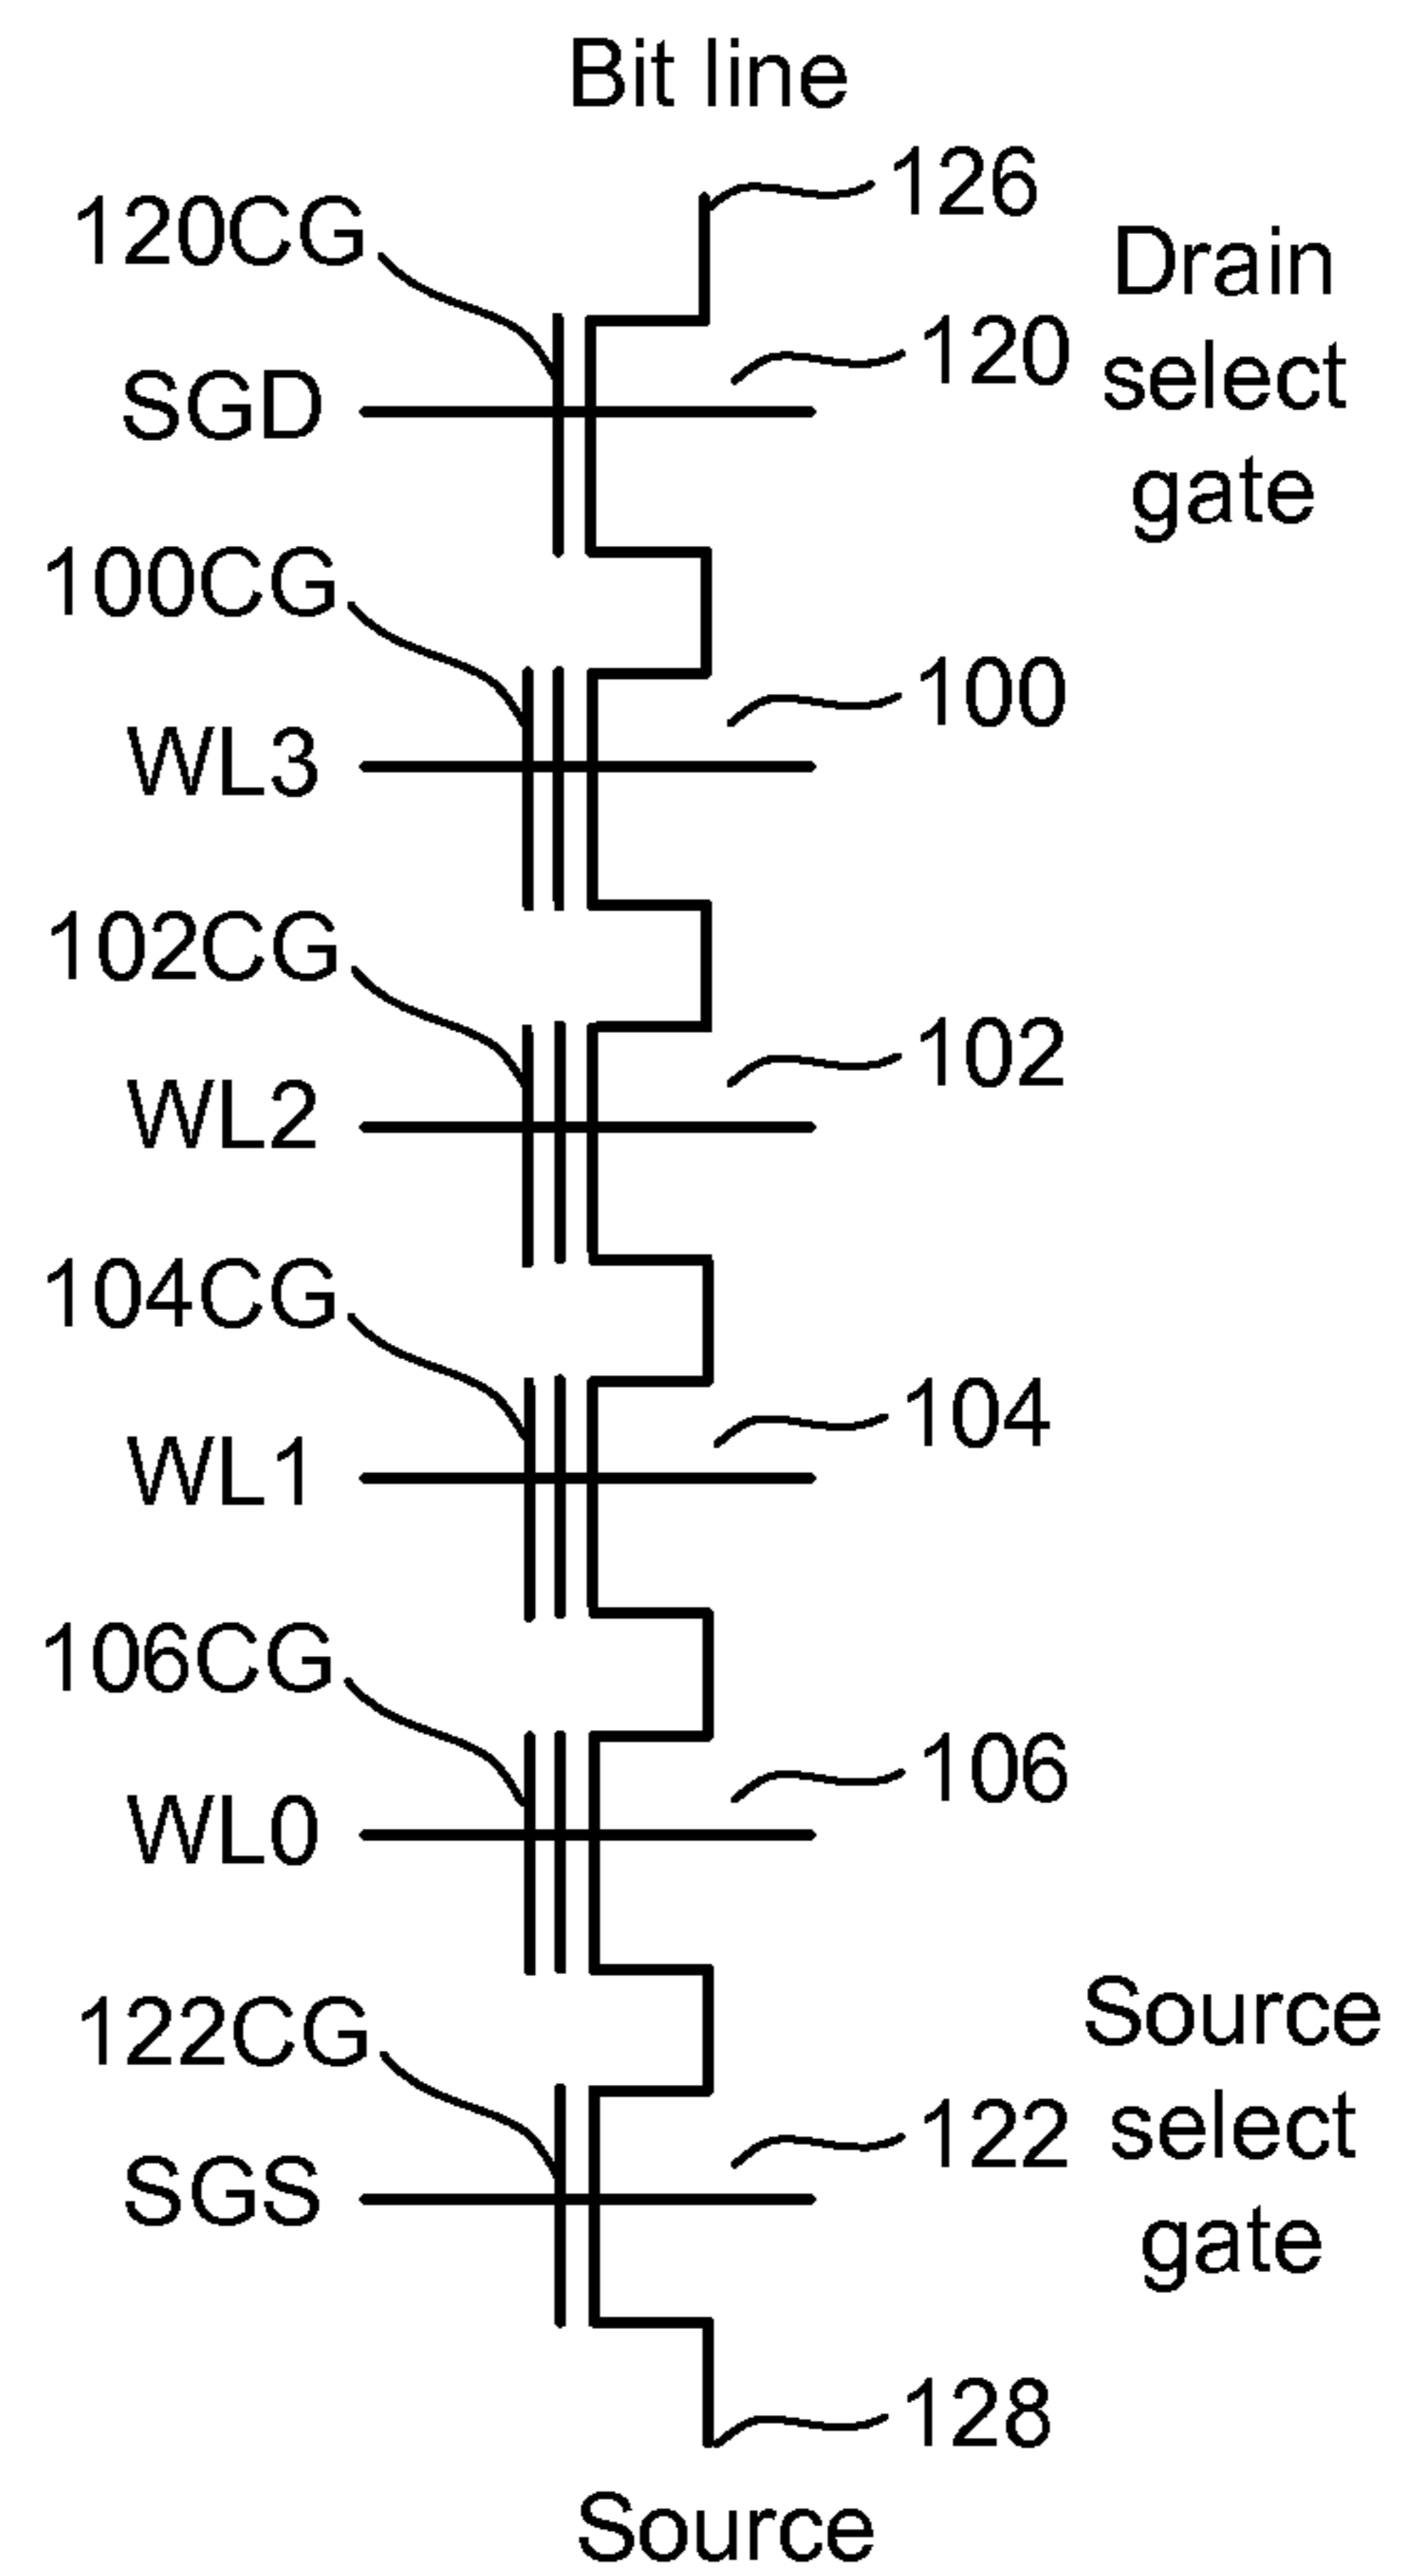 Bit line
126
120CG
Drain
select
gate
120
SGD
100CG
100
WL3
102CG
102
WL2
104CG
104
WL1
106CG
106
WL0
122CG
Source
select
gate
122
SGS
128
Source